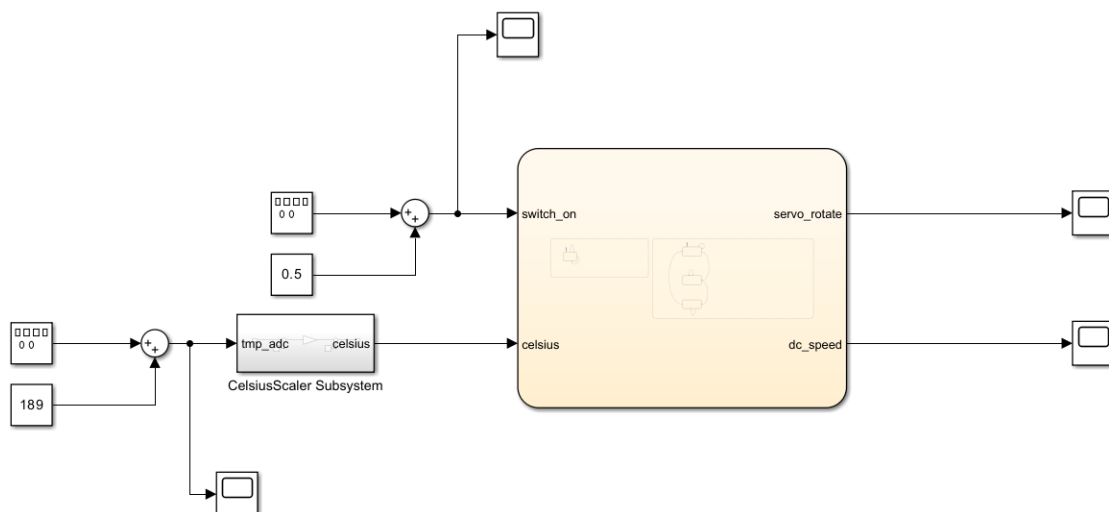 0 0
switch_on
servo_rotate
0.5
0 0
tmp_adc
celsius
celsius
dc_speed
CelsiusScaler Subsystem
189